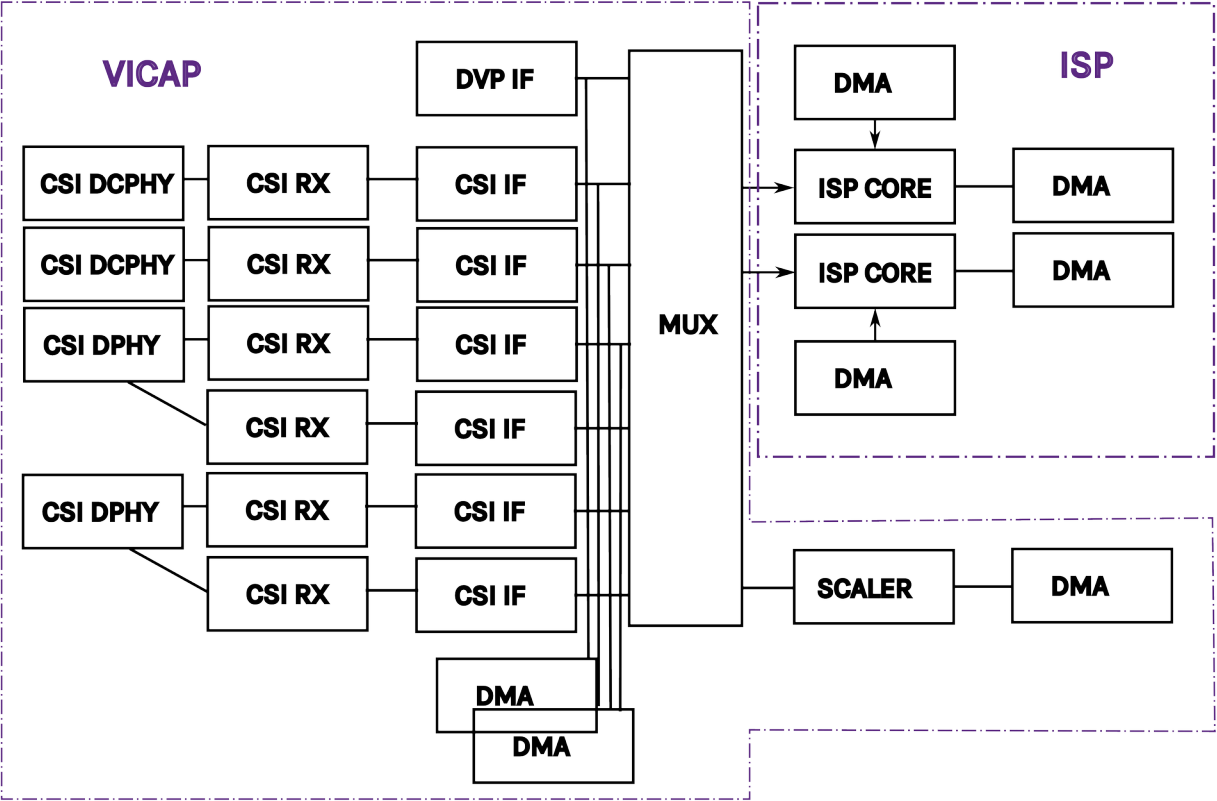 VICAP
ISP
DVP IF
DMA
CSI DCPHY
CSI RX
CSI IF
ISP CORE
DMA
CSI DCPHY
CSI RX
CSI IF
ISP CORE
DMA
CSI DPHY
CSI RX
CSI IF
MUX
DMA
CSI RX
CSI IF
CSI DPHY
CSI RX
CSI IF
CSI RX
CSI IF
SCALER
DMA
DMA
DMA